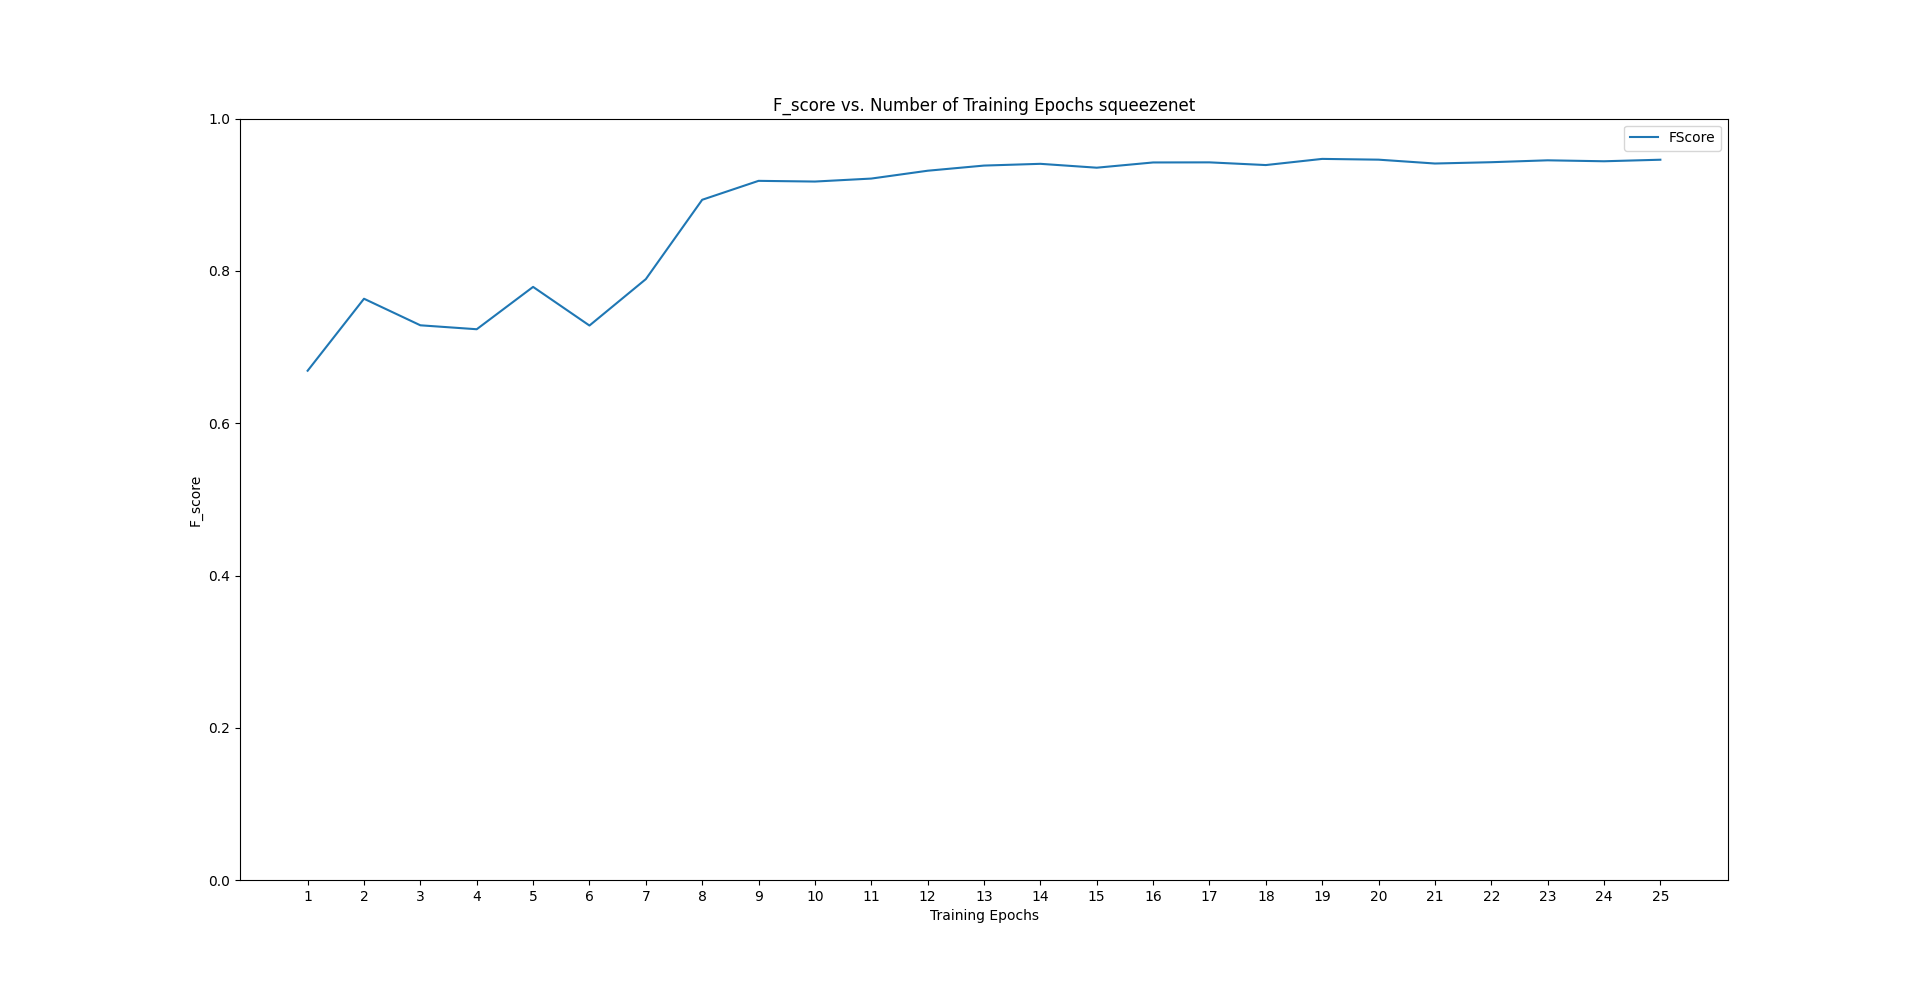 F_score vs. Number of Training Epochs squeezenet
FScore
1.0
0.8
0.6
0.4
0.2
0.0
F_score
1 2 3 4 5 6 7 8 9 10 11 12 13 14 15 16 17 18 19 20 21 22 23 24 25
Training Epochs